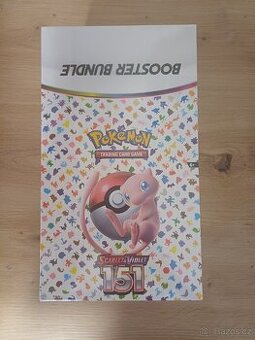 BOOSTER BUNDLE
Pokémon
TRADING CARD GAME
SCARLET & VIOLET
151